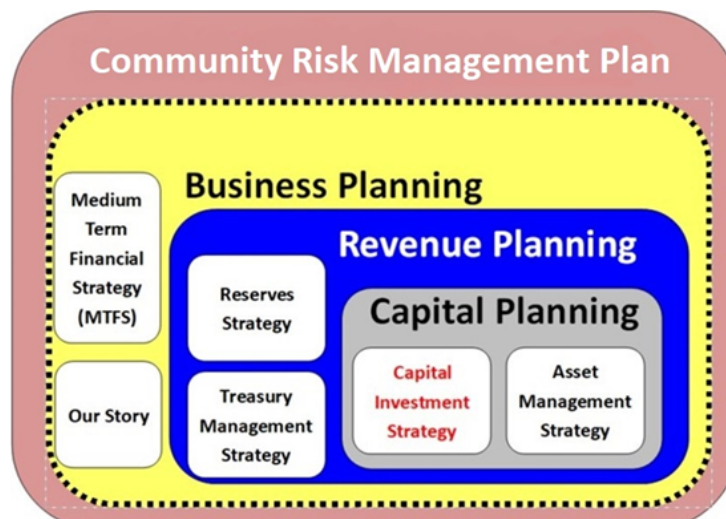 Community Risk Management Plan
Business Planning
Medium
Term
Financial
Strategy
(MTFS)
Our Story
Revenue Planning
Reserves
Strategy
Treasury
Management
Strategy
Capital Planning
Capital
Investment
Strategy
Asset
Management
Strategy